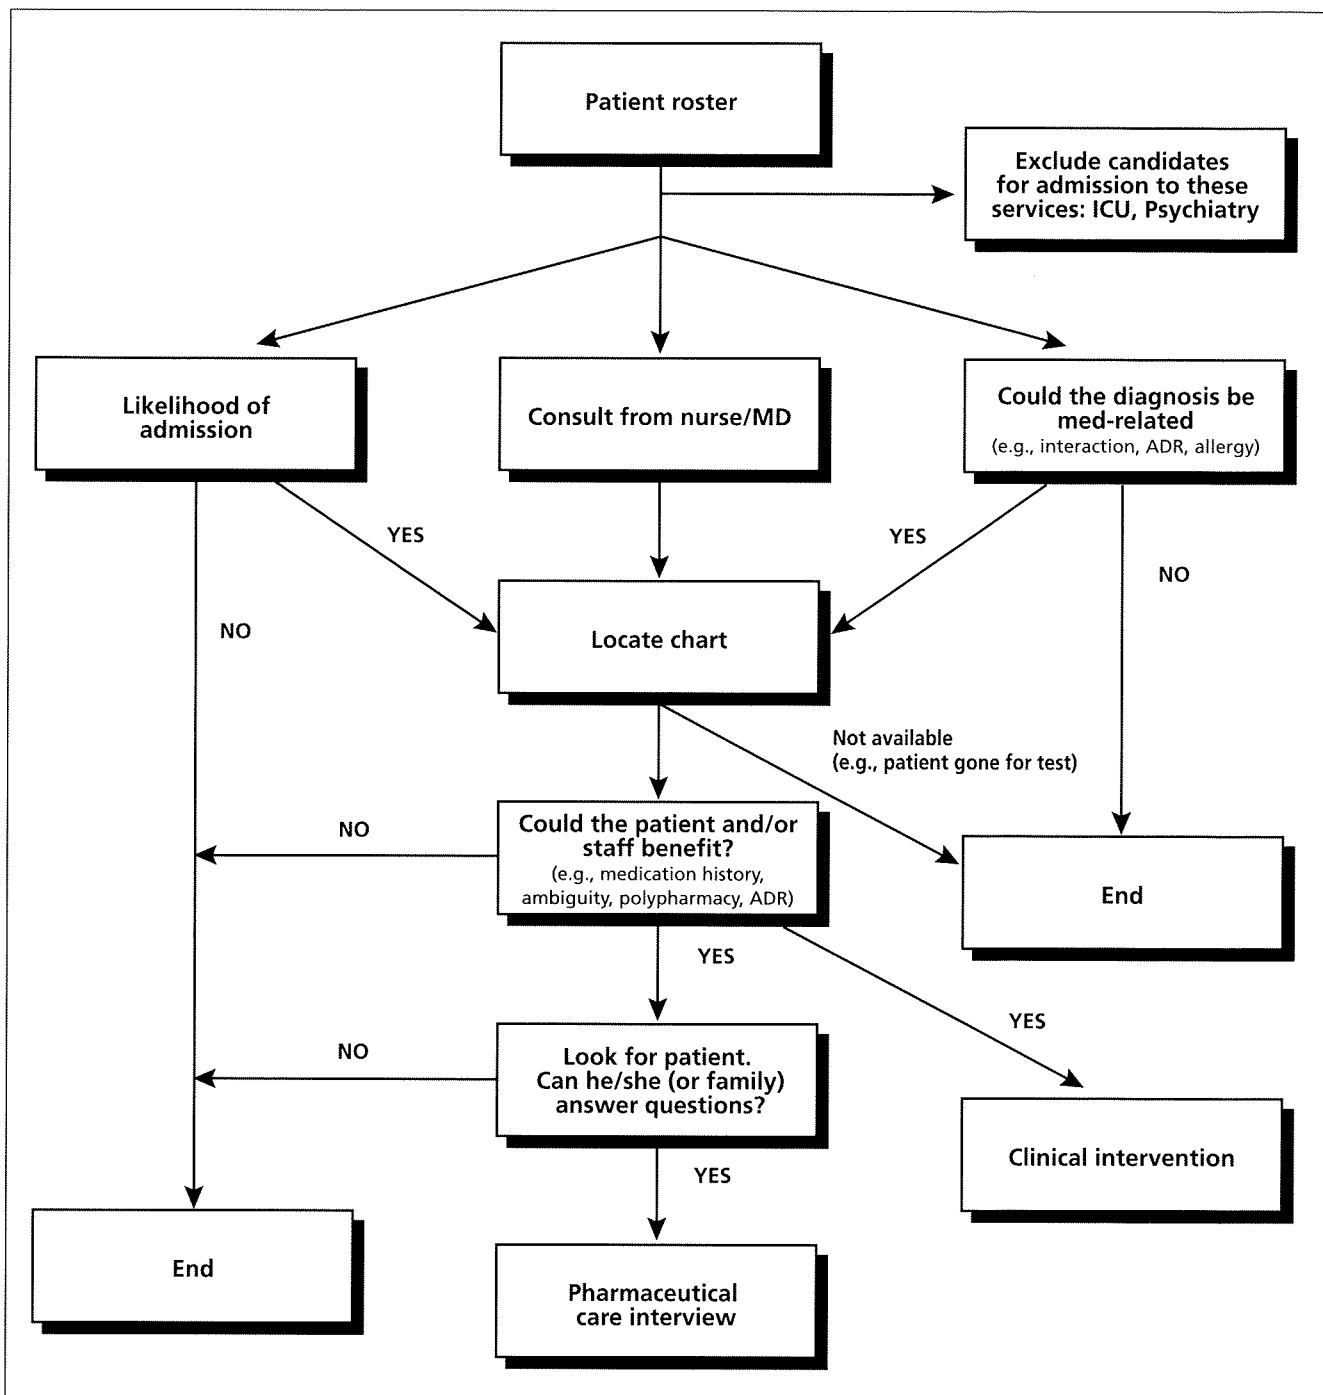 Patient roster
Exclude candidates
for admission to these
services: ICU, Psychiatry
Likelihood of
admission
Consult from nurse/MD
Could the diagnosis be
med-related
(e.g., interaction, ADR, allergy)
YES
YES
NO
NO
Locate chart
Not available
(e.g., patient gone for test)
NO
Could the patient and/or
staff benefit?
(e.g., medication history,
ambiguity, polypharmacy, ADR)
End
YES
YES
NO
Look for patient.
Can he/she (or family)
answer questions?
Clinical intervention
YES
End
Pharmaceutical
care interview